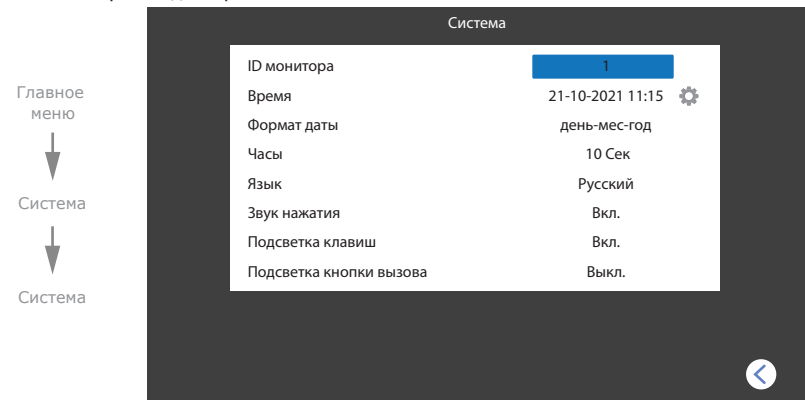 Система
Главное
меню
Система
Система
ID монитора 1
Время 21-10-2021 11:15
Формат даты день-мес-год
Часы 10 Сек
Язык Русский
Звук нажатия Вкл.
Подсветка клавиш Вкл.
Подсветка кнопки вызова Выкл.